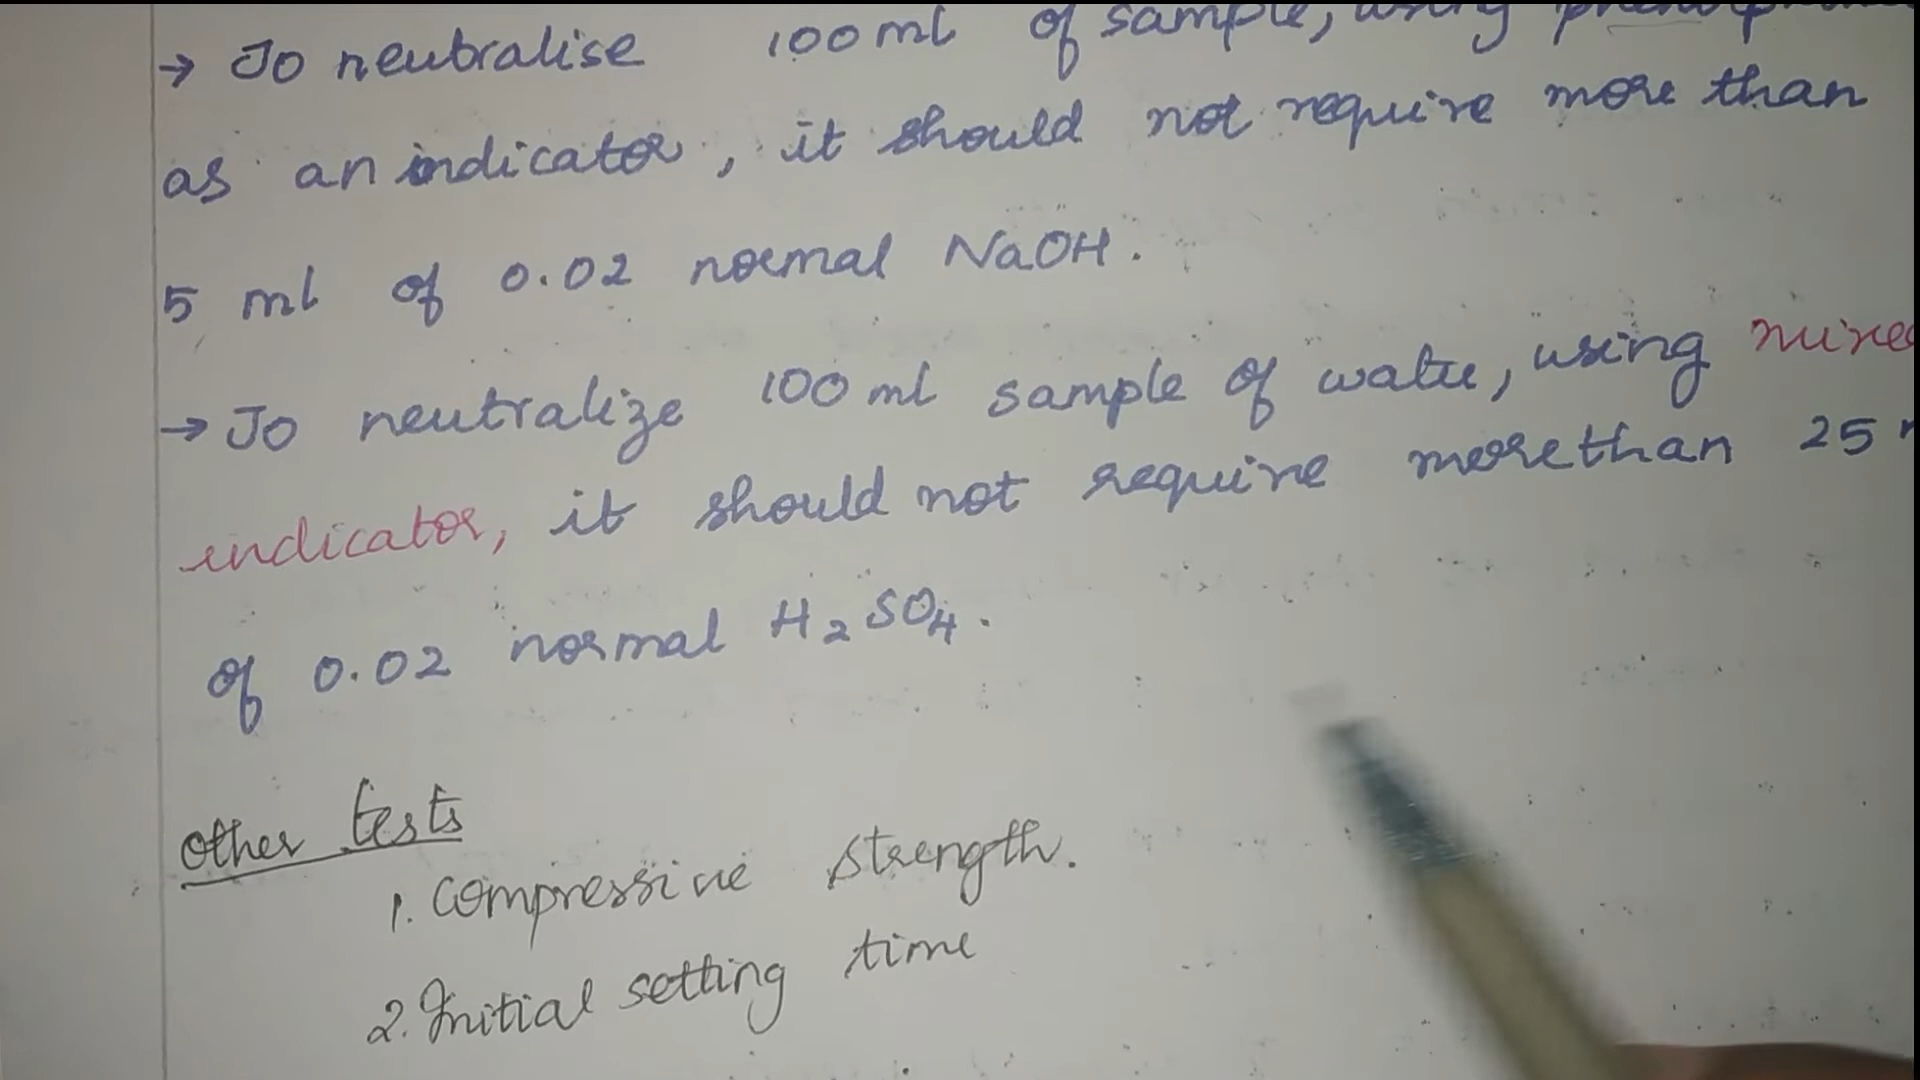 → To neutralise 100 ml of sample, using
as an indicator, it should not require more than
5 ml of 0.02 normal NaOH.
→ To neutralize 100 ml sample of water, using
indicator, it should not require more than 25
of 0.02 normal H₂SO₄.
Other tests
1. Compressive strength.
2. Initial setting time